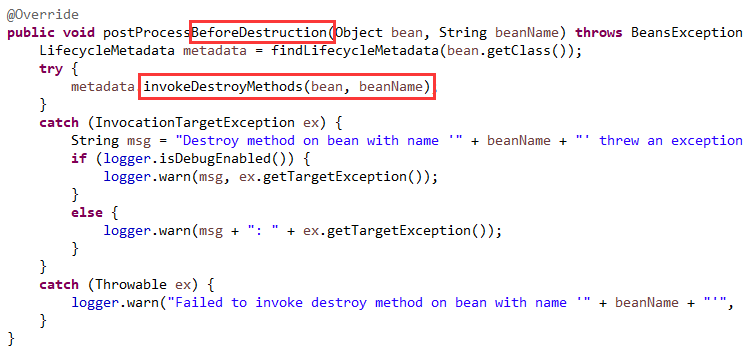 @Override
public void postProcessBeforeDestruction(Object bean, String beanName) throws BeansException
    LifecycleMetadata metadata = findLifecycleMetadata(bean.getClass());
    try {
        metadata.invokeDestroyMethods(bean, beanName)
    }
    catch (InvocationTargetException ex) {
        String msg = "Destroy method on bean with name '" + beanName + "' threw an exception
        if (logger.isDebugEnabled()) {
            logger.warn(msg, ex.getTargetException());
        }
        else {
            logger.warn(msg + ": " + ex.getTargetException());
        }
    }
    catch (Throwable ex) {
        logger.warn("Failed to invoke destroy method on bean with name '" + beanName + "'",
    }
}